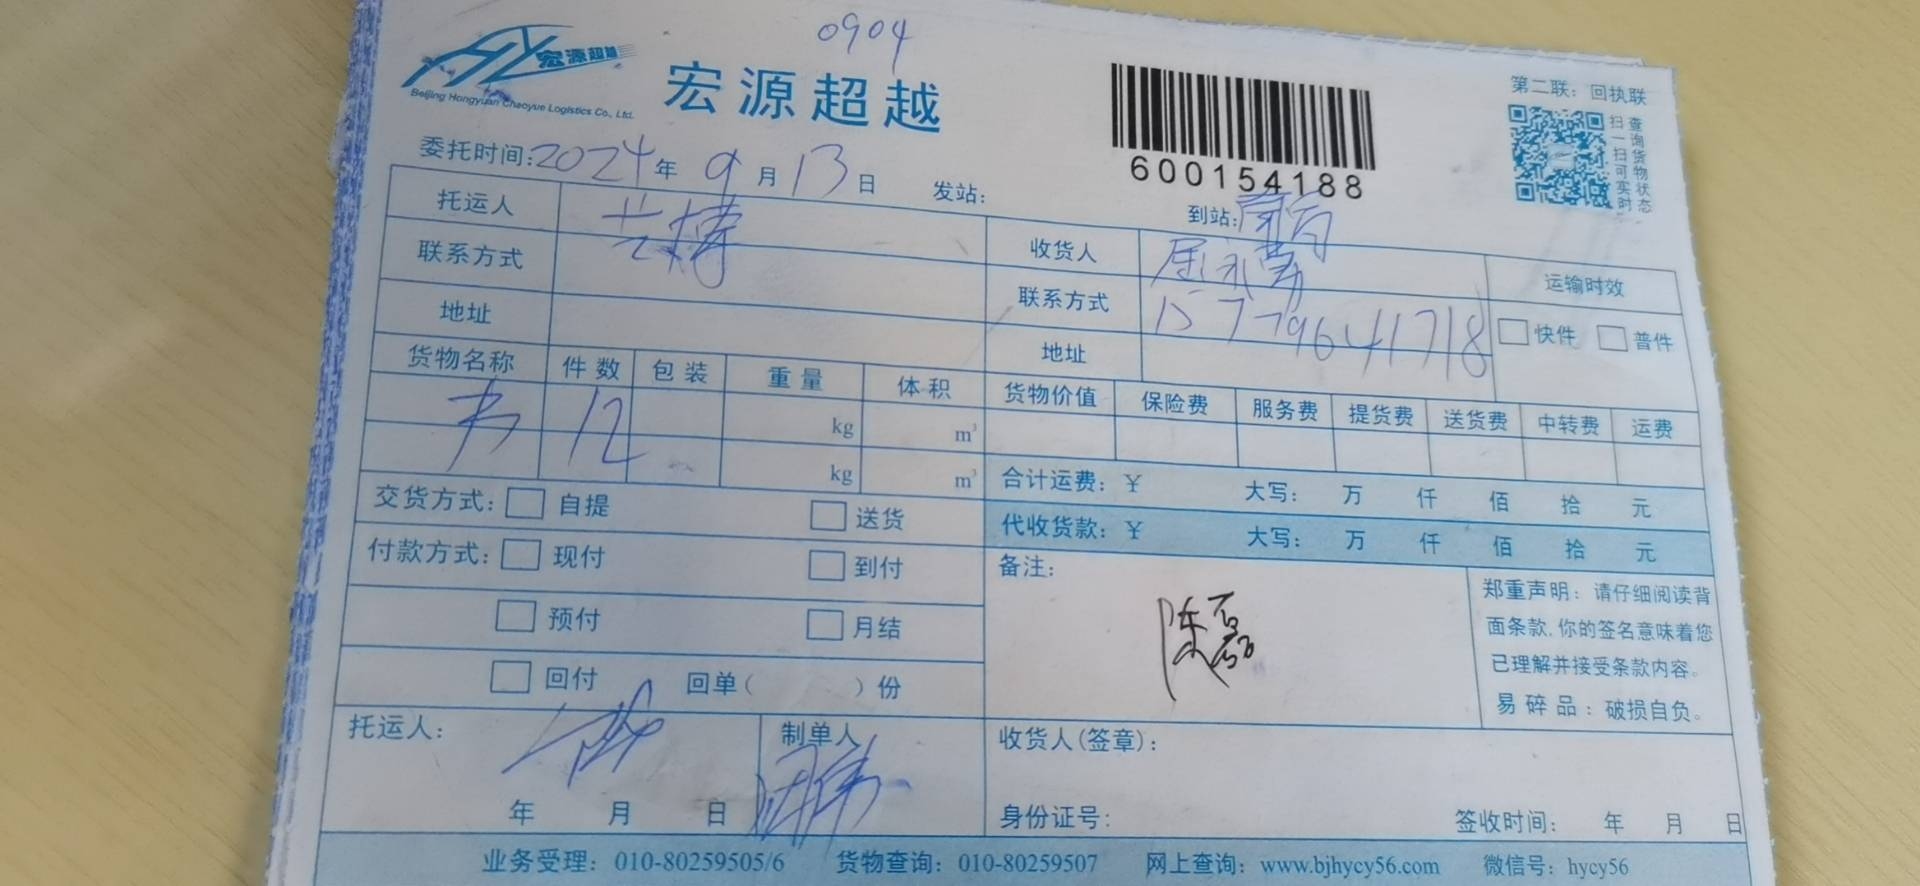 0904
宏源超越
Beijing Hongyuan Chaoyue Logistics Co., Ltd.
宏源超越
600154188
第二联：回执联
扫一扫可实时
查询货物状态
委托时间:2024年9月13日 发站： 到站：南昌
托运人 艺博 收货人
联系方式 联系方式 15779641718
地址 地址
运输时效
快件 普件
货物名称 件数 包装 重量 体积 货物价值 保险费 服务费 提货费 送货费 中转费 运费
书 12 kg m³
kg m³
合计运费：￥ 大写： 万 仟 佰 拾 元
交货方式： 自提 送货
代收货款：￥ 大写： 万 仟 佰 拾 元
付款方式： 现付 到付
预付 月结
回付 回单（ ）份
备注：
陈磊
郑重声明：请仔细阅读背
面条款,你的签名意味着您
已理解并接受条款内容。
易碎品：破损自负。
托运人： 制单人 收货人(签章)：
年 月 日 身份证号： 签收时间： 年 月 日
业务受理：010-80259505/6 货物查询：010-80259507 网上查询：www.bjhycy56.com 微信号：hycy56